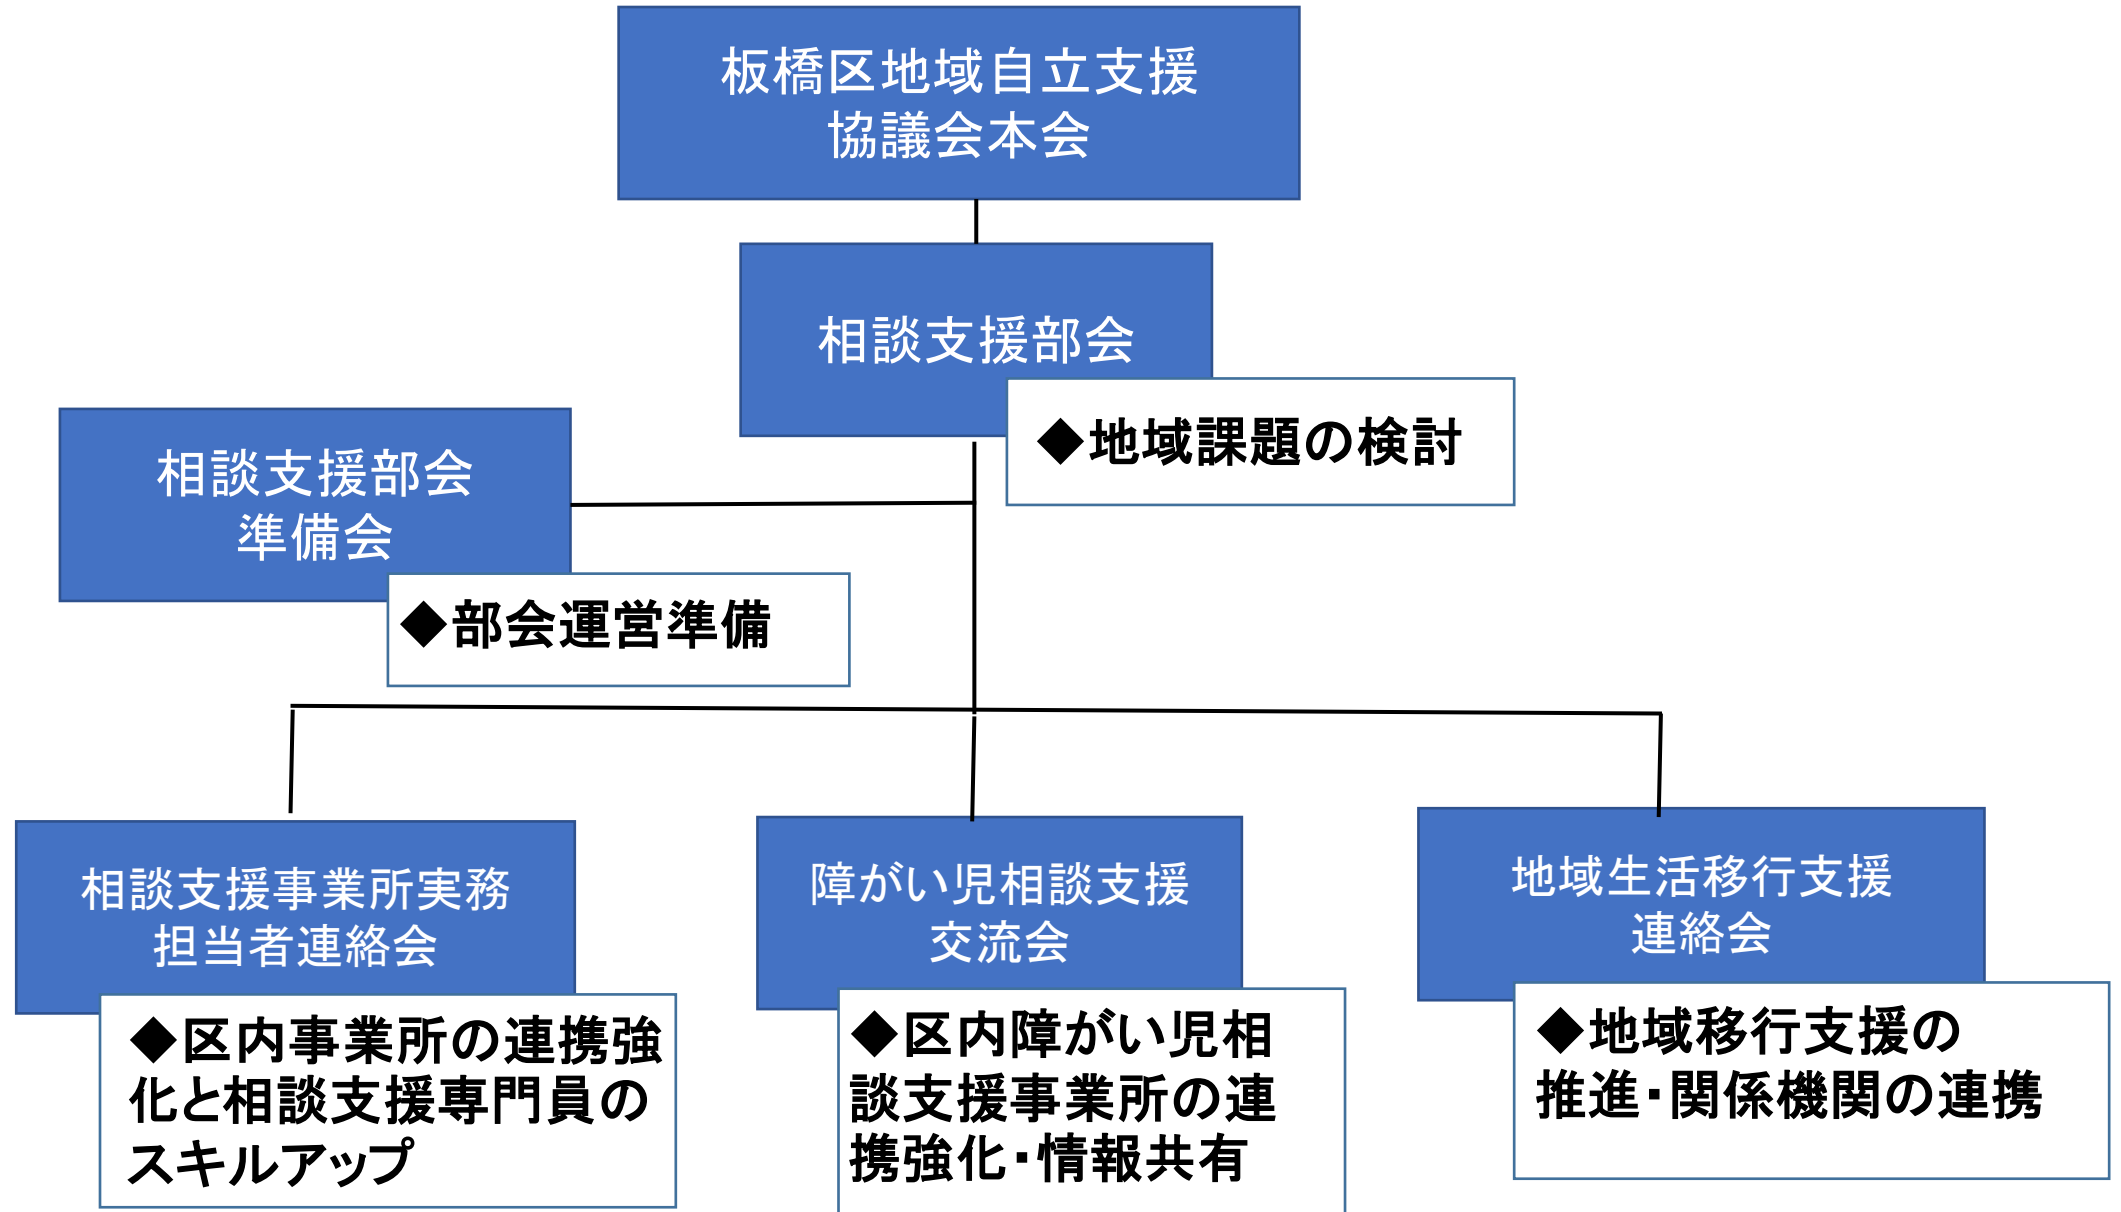 板橋区地域自立支援
協議会本会
相談支援部会
◆地域課題の検討
相談支援部会
準備会
◆部会運営準備
相談支援事業所実務
担当者連絡会
◆区内事業所の連携強
化と相談支援専門員の
スキルアップ
障がい児相談支援
交流会
◆区内障がい児相
談支援事業所の連
携強化・情報共有
地域生活移行支援
連絡会
◆地域移行支援の
推進・関係機関の連携